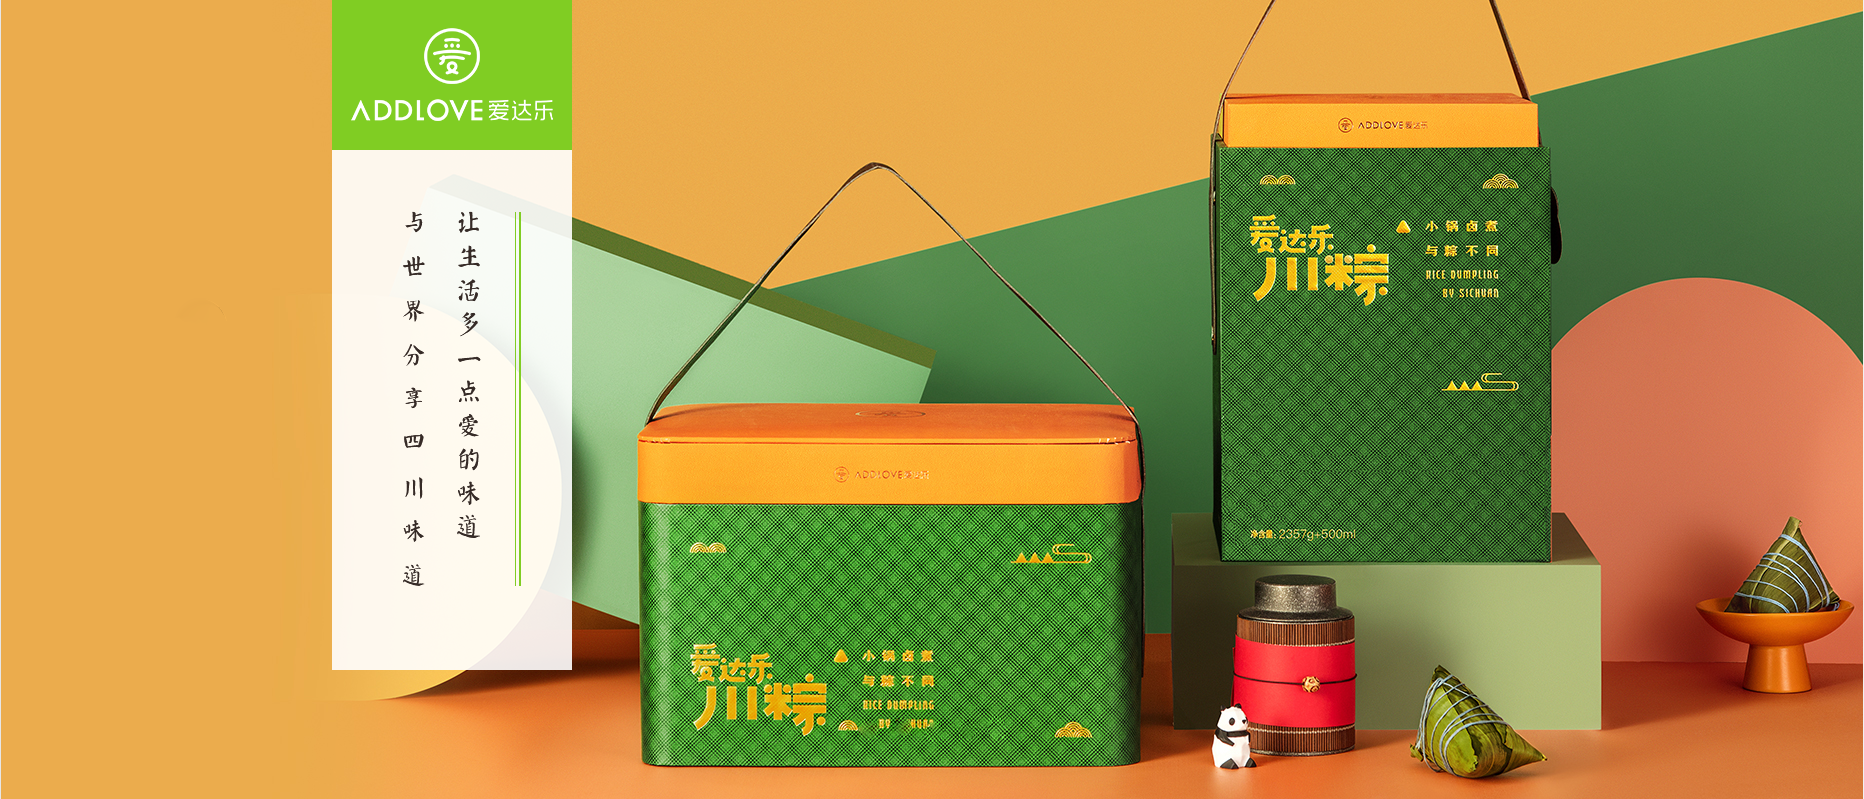 爱
ADDLOVE爱达乐
让生活多一点爱的味道
与世界分享四川味道
ADDLOVE爱达乐
爱达乐
川粽
小锅卤煮
与粽不同
RICE DUMPLING
BY SICHUAN
净含量:2357g+500ml
ADDLOVE爱达乐
爱达乐
川粽
小锅卤煮
与粽不同
RICE DUMPLING
BY